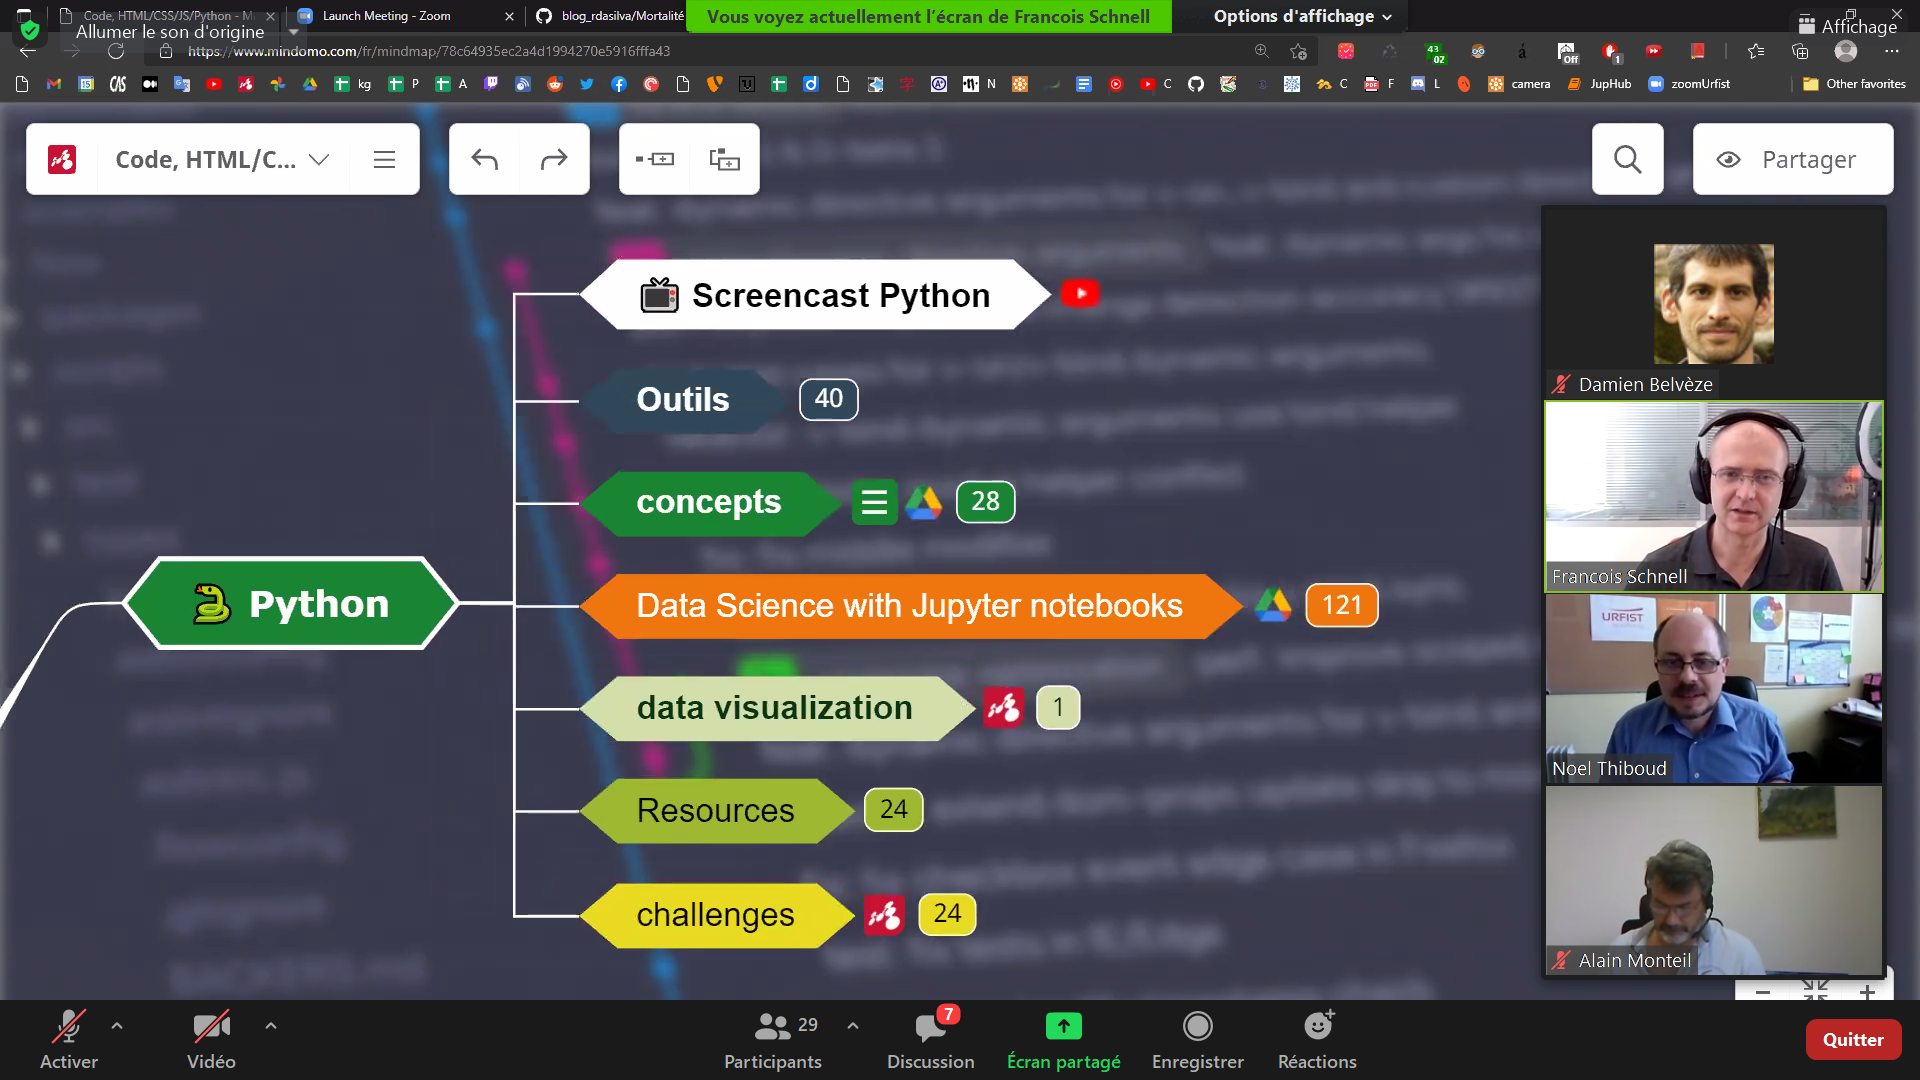 Code, HTML/CSS/JS/Python - M
Launch Meeting - Zoom
blog_rdasilva/Mortalité
Vous voyez actuellement l'écran de Francois Schnell
Options d'affichage
Allumer le son d'origine
Affichage
https://www.mindomo.com/fr/mindmap/78c64935ec2a4d1994270e5916fffa43
43
02
Off
1
kg
P
A
N
C
F
L
C
camera
JupHub
zoomUrfist
Other favorites
Code, HTML/C...
Partager
Screencast Python
Outils
40
concepts
28
Python
Data Science with Jupyter notebooks
121
data visualization
1
Resources
24
challenges
24
Damien Belvèze
Francois Schnell
URFIST
Noel Thiboud
Alain Monteil
Activer
Vidéo
29
Participants
7
Discussion
Écran partagé
Enregistrer
Réactions
Quitter